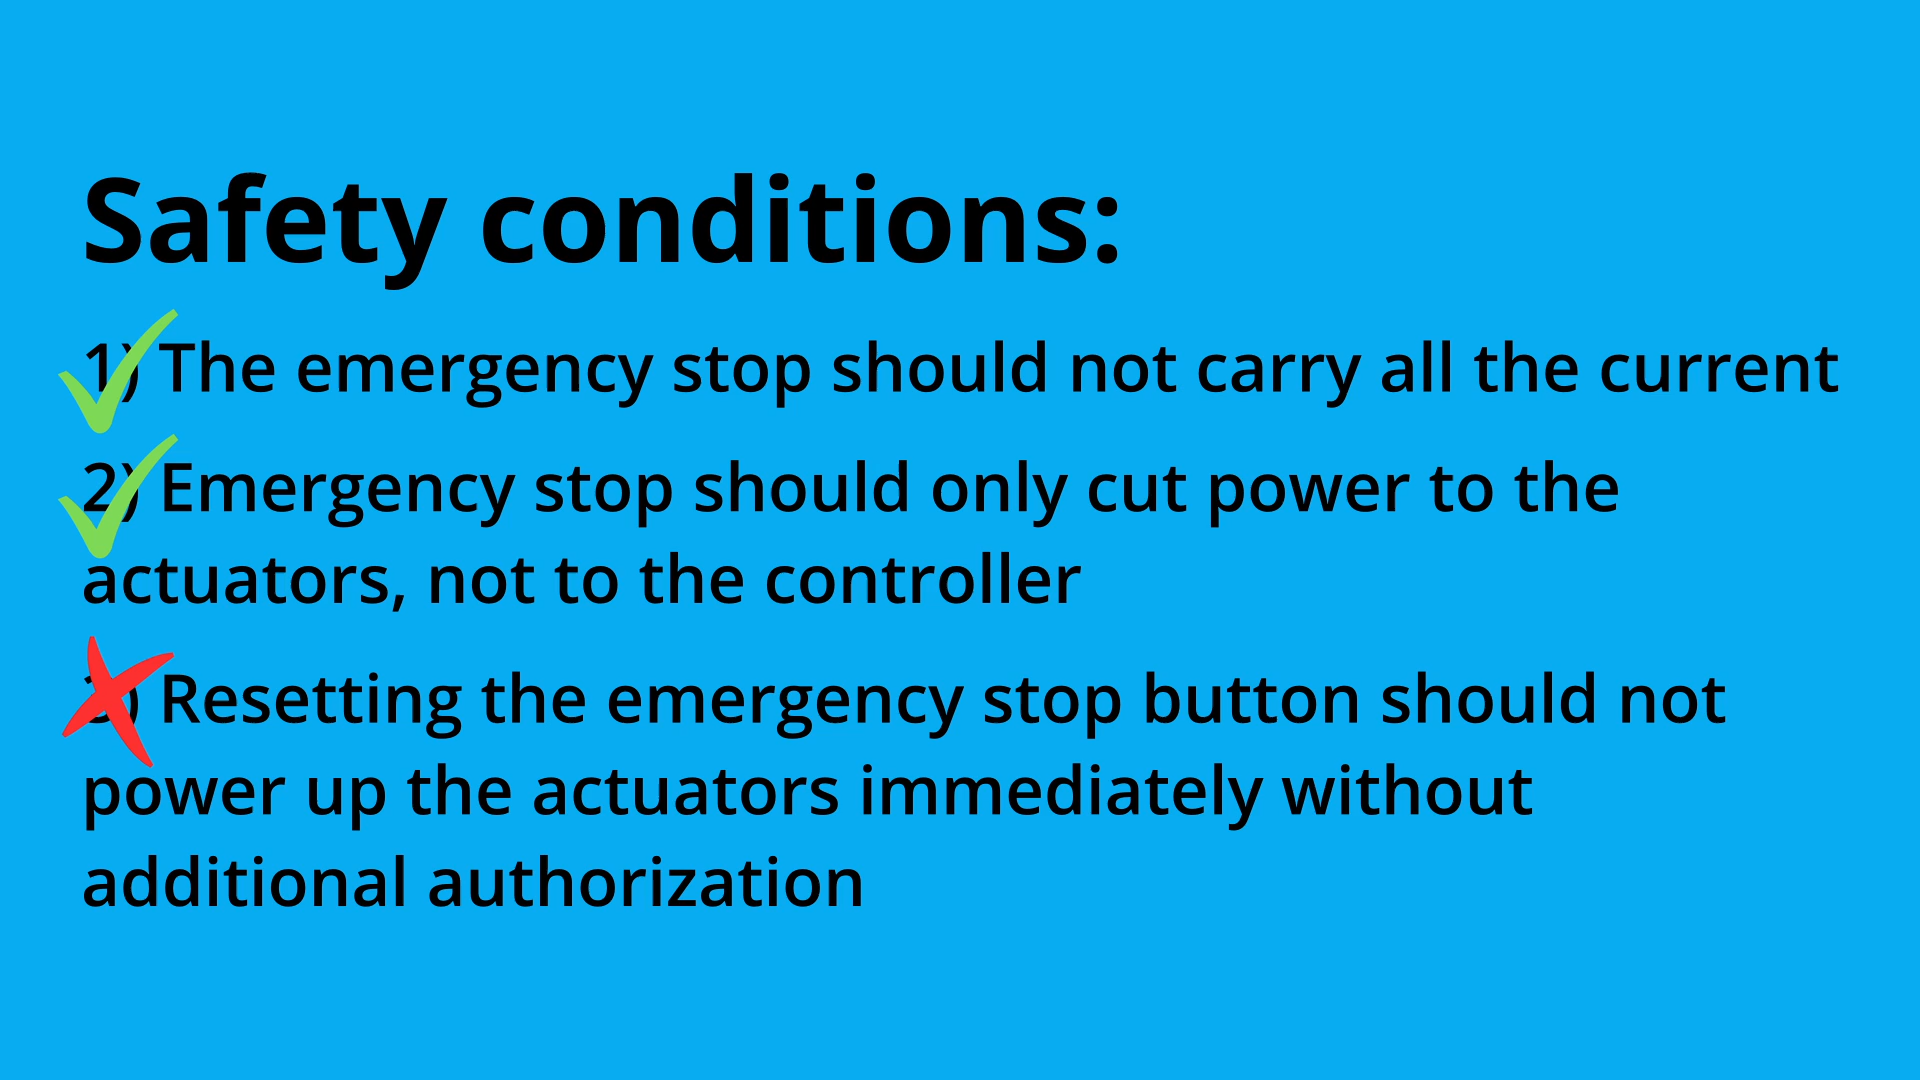 Safety conditions:
1) The emergency stop should not carry all the current
2) Emergency stop should only cut power to the
actuators, not to the controller
3) Resetting the emergency stop button should not
power up the actuators immediately without
additional authorization